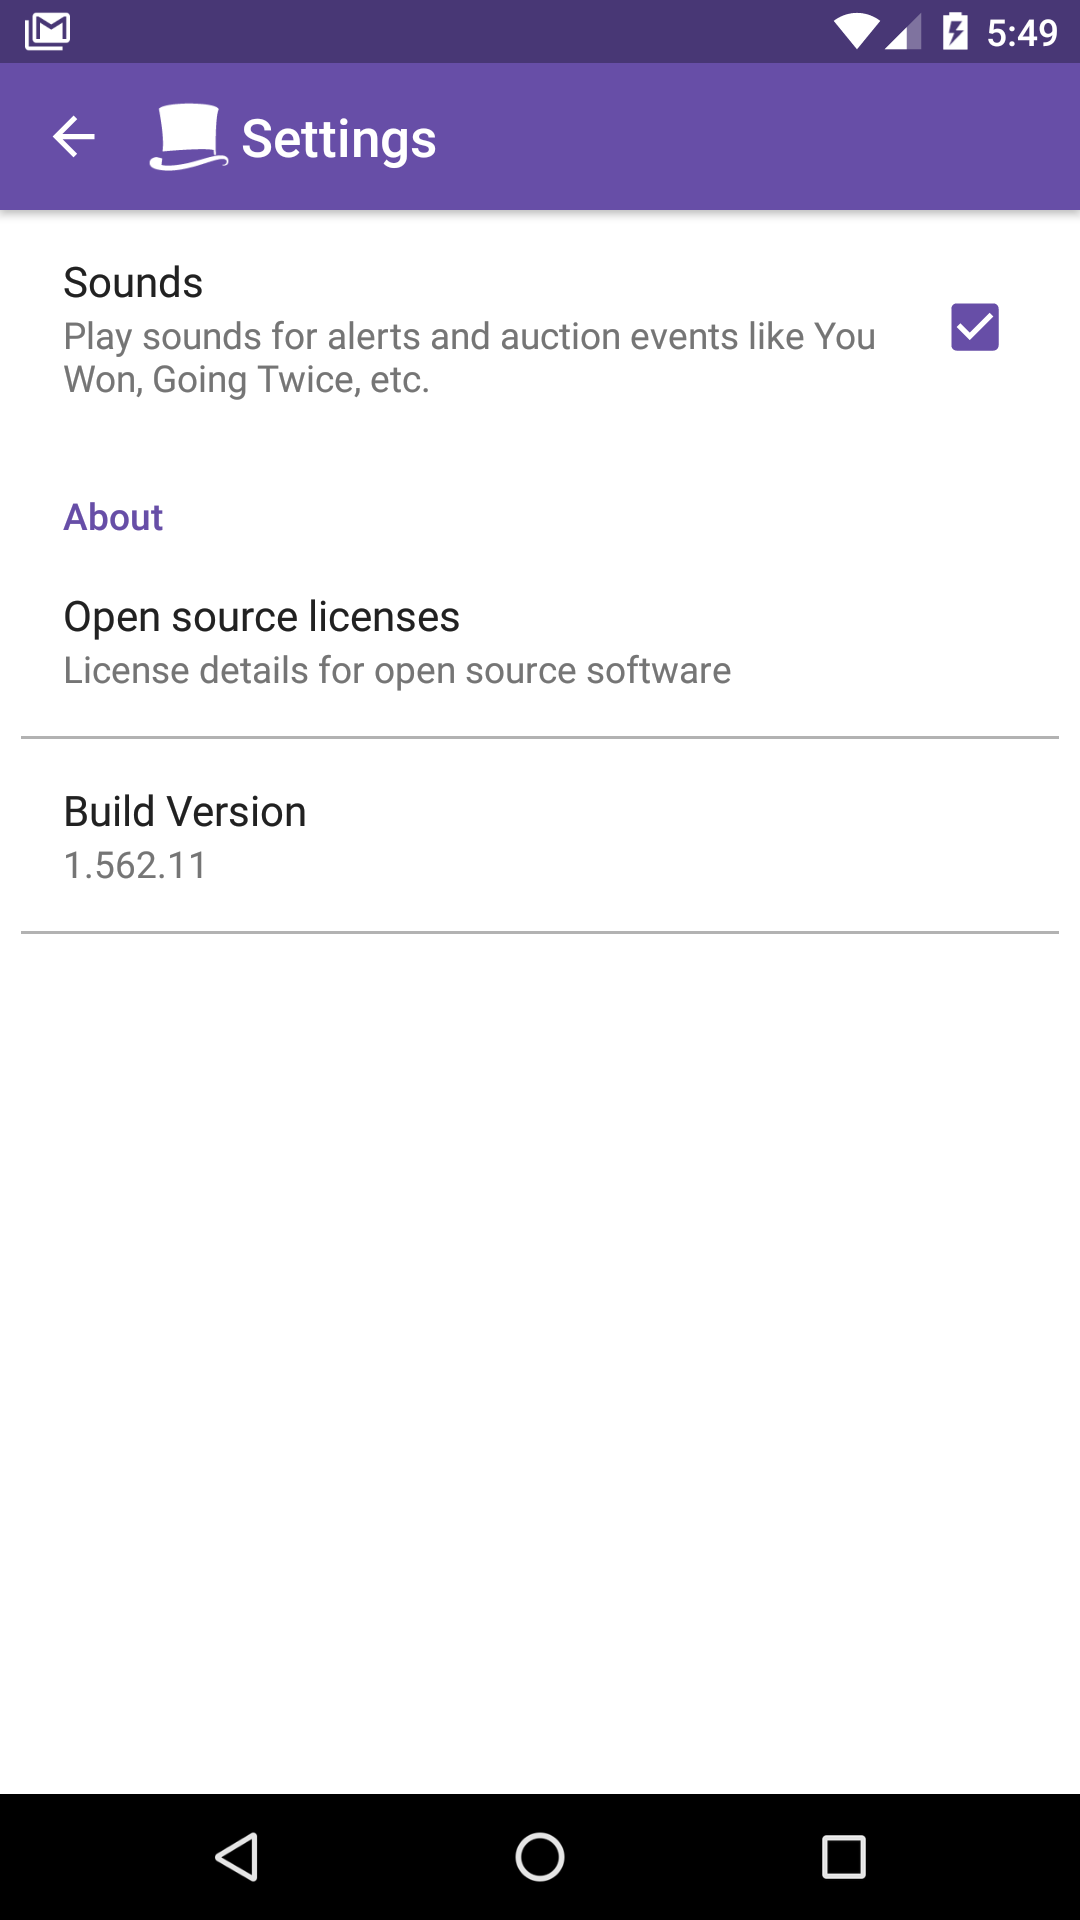 5:49
Settings
Sounds
Play sounds for alerts and auction events like You
Won, Going Twice, etc.
About
Open source licenses
License details for open source software
Build Version
1.562.11